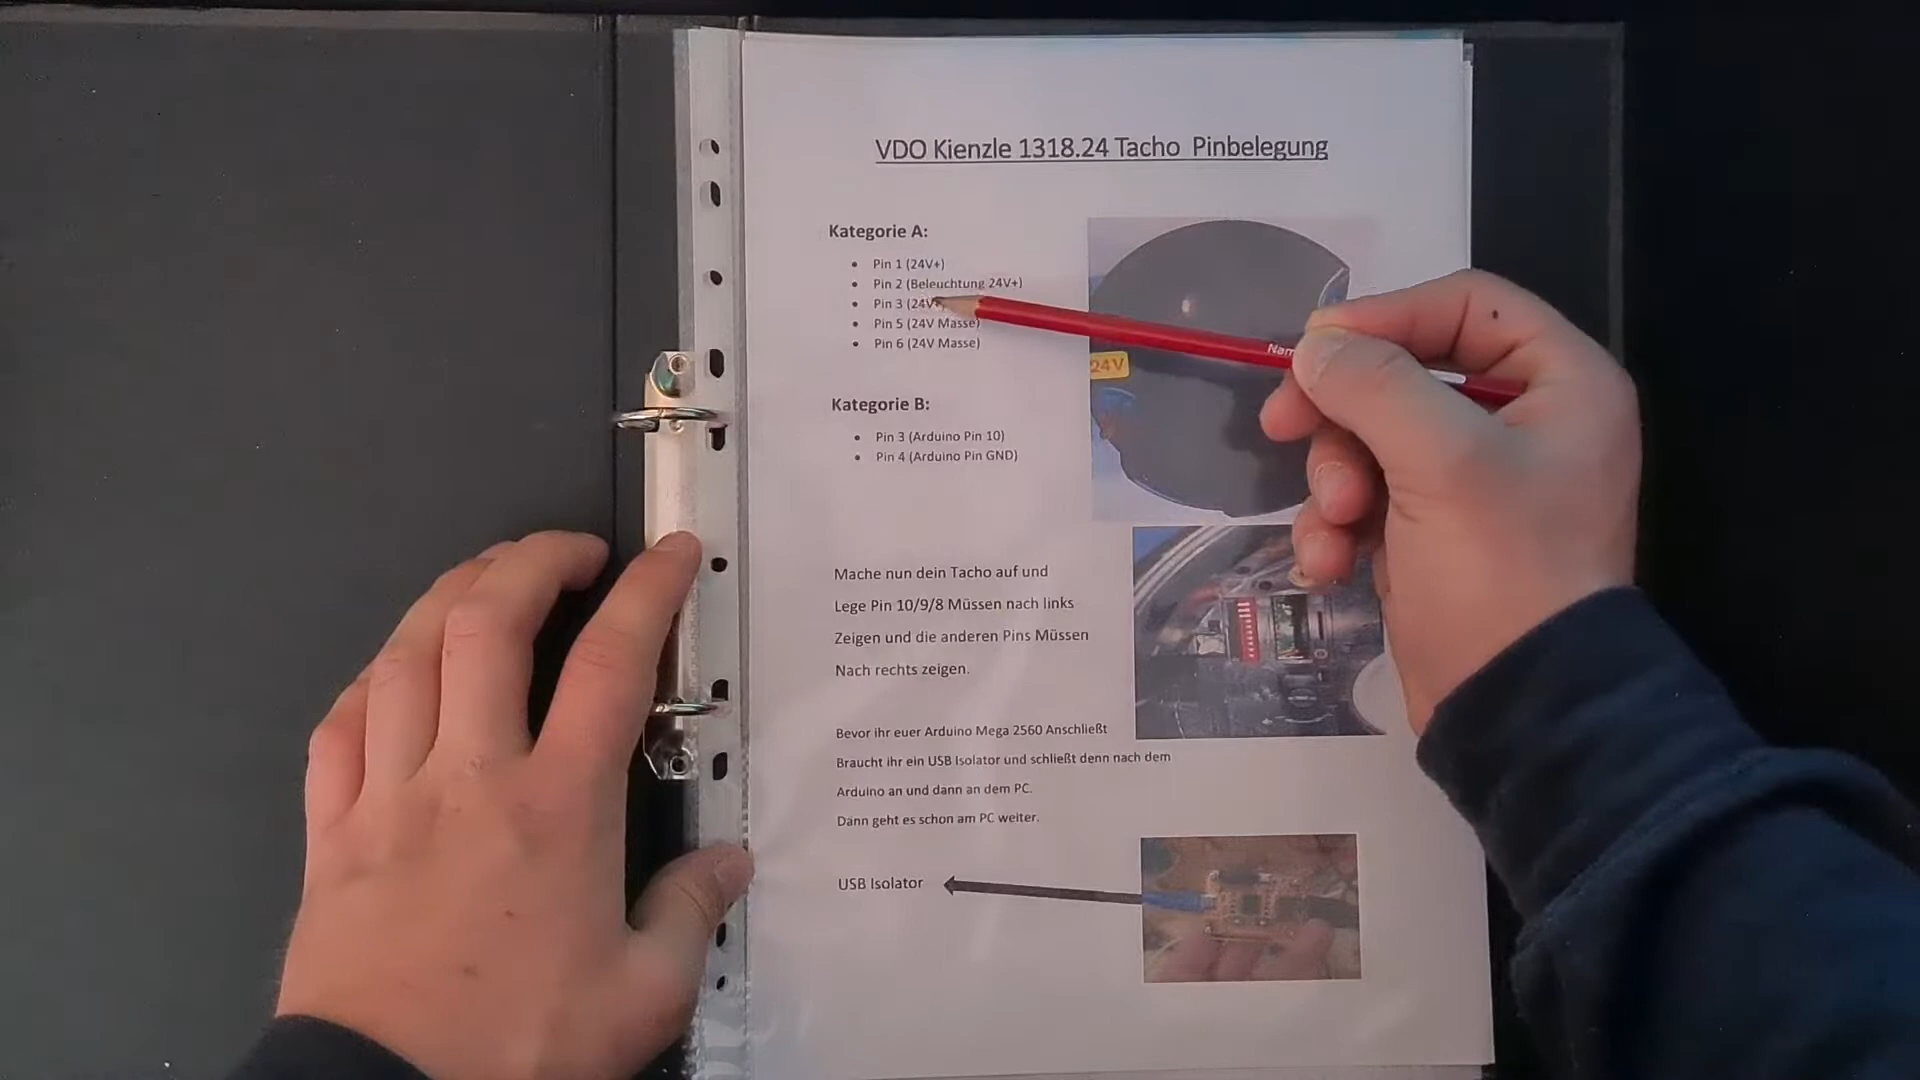 VDO Kienzle 1318.24 Tacho Pinbelegung
Kategorie A:
• Pin 1 (24V+)
• Pin 2 (Beleuchtung 24V+)
• Pin 3 (24V+
• Pin 5 (24V Masse)
• Pin 6 (24V Masse)
24V
Nam
Kategorie B:
• Pin 3 (Arduino Pin 10)
• Pin 4 (Arduino Pin GND)
Mache nun dein Tacho auf und
Lege Pin 10/9/8 Müssen nach links
Zeigen und die anderen Pins Müssen
Nach rechts zeigen.
Bevor ihr euer Arduino Mega 2560 Anschließt
Braucht ihr ein USB Isolator und schließt denn nach dem
Arduino an und dann an dem PC.
Dann geht es schon am PC weiter.
USB Isolator